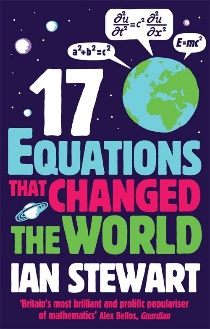 ∂²u/∂t² = c² ∂²u/∂x²
a²+b²=c²
E=mc²
17
EQUATIONS
THAT CHANGED
THE WORLD
IAN STEWART
'Britain's most brilliant and prolific populariser
of mathematics' Alex Bellos, Guardian